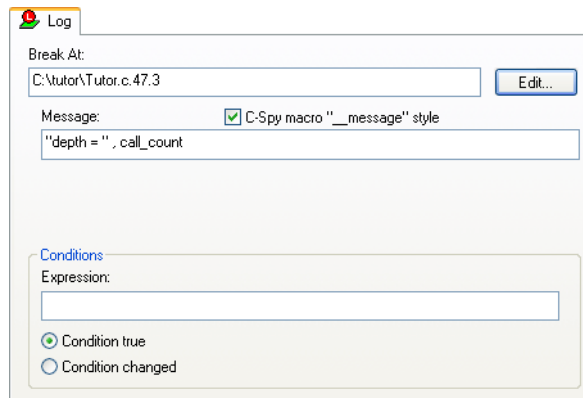 Log
Break At:
C:\tutor\Tutor.c.47.3
Edit...
Message:
C-Spy macro "__message" style
"depth = " , call_count
Conditions
Expression:
Condition true
Condition changed